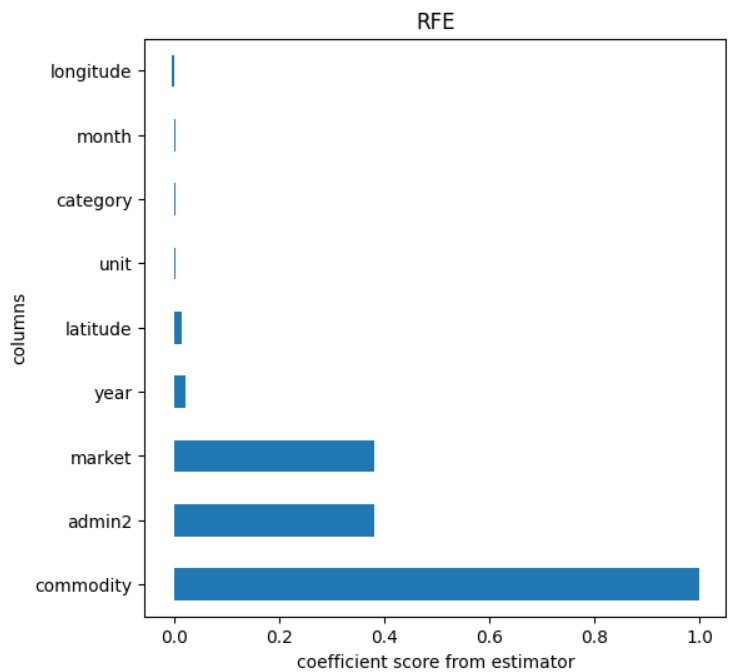 RFE
longitude
month
category
unit
latitude
year
market
admin2
commodity
columns
0.0 0.2 0.4 0.6 0.8 1.0
coefficient score from estimator